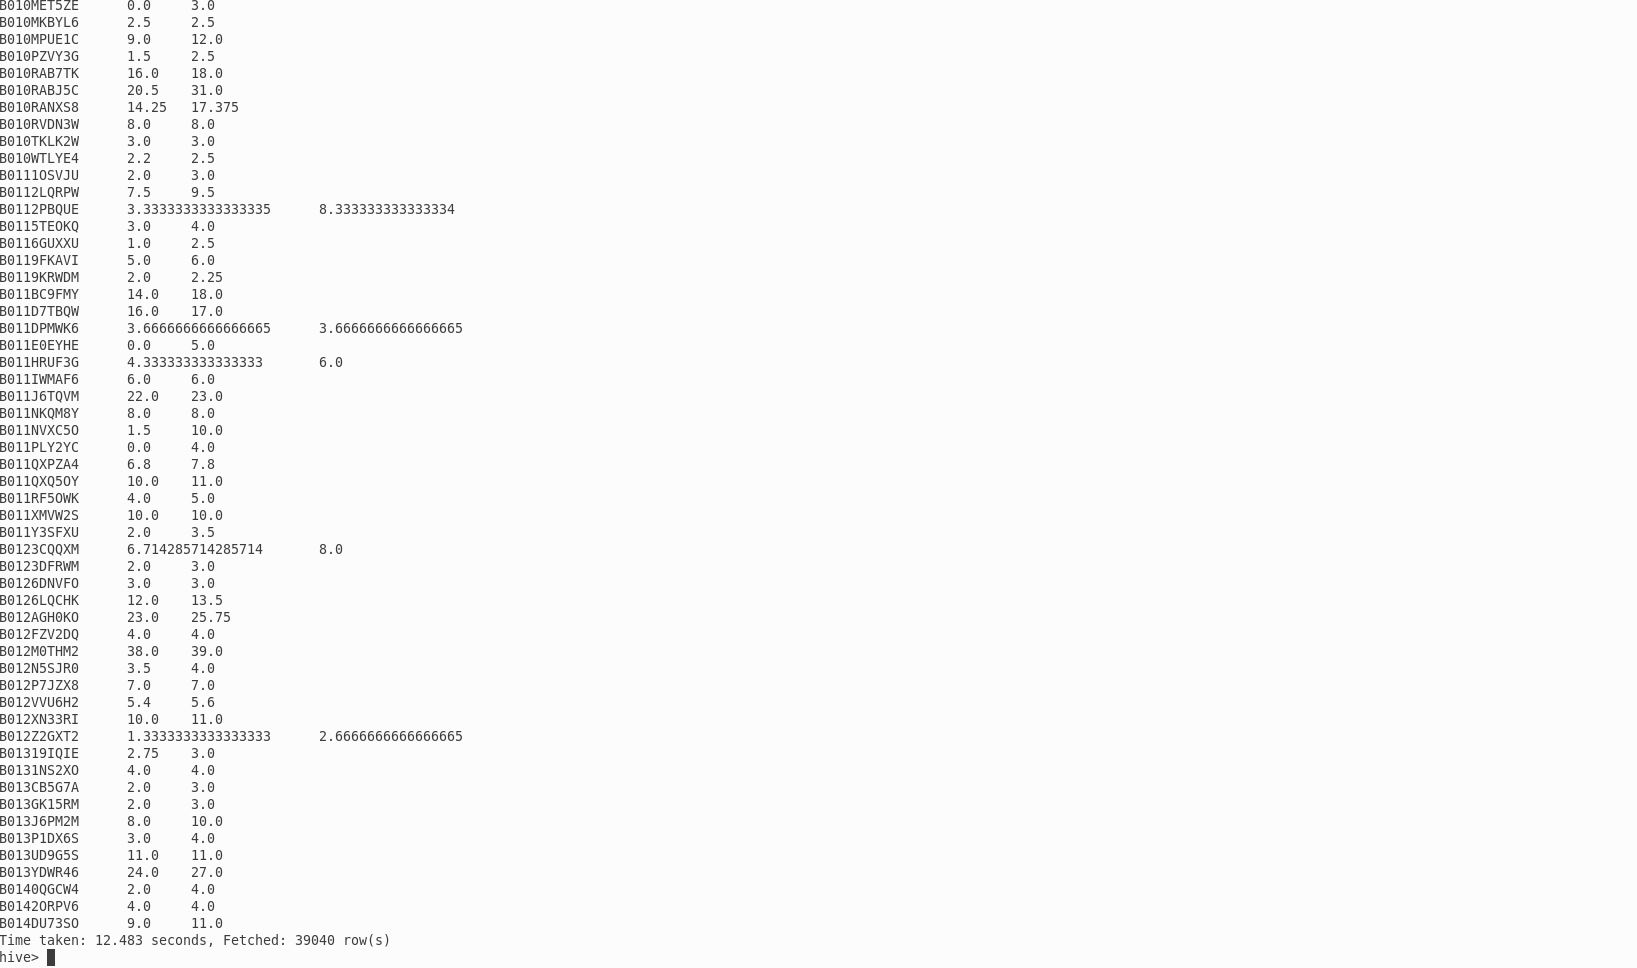 B010MET5ZE 0.0 3.0
B010MKBYL6 2.5 2.5
B010MPUE1C 9.0 12.0
B010PZVY3G 1.5 2.5
B010RAB7TK 16.0 18.0
B010RABJ5C 20.5 31.0
B010RANXS8 14.25 17.375
B010RVDN3W 8.0 8.0
B010TKLK2W 3.0 3.0
B010WTLYE4 2.2 2.5
B0111OSVJU 2.0 3.0
B0112LQRPW 7.5 9.5
B0112PBQUE 3.3333333333333335 8.333333333333334
B0115TEOKQ 3.0 4.0
B0116GUXXU 1.0 2.5
B0119FKAVI 5.0 6.0
B0119KRWDM 2.0 2.25
B011BC9FMY 14.0 18.0
B011D7TBQW 16.0 17.0
B011DPMWK6 3.6666666666666665 3.6666666666666665
B011E0EYHE 0.0 5.0
B011HRUF3G 4.333333333333333 6.0
B011IWMAF6 6.0 6.0
B011J6TQVM 22.0 23.0
B011NKQM8Y 8.0 8.0
B011NVXC5O 1.5 10.0
B011PLY2YC 0.0 4.0
B011QXPZA4 6.8 7.8
B011QXQ5OY 10.0 11.0
B011RF5OWK 4.0 5.0
B011XMVW2S 10.0 10.0
B011Y3SFXU 2.0 3.5
B0123CQQXM 6.714285714285714 8.0
B0123DFRWM 2.0 3.0
B0126DNVFO 3.0 3.0
B0126LQCHK 12.0 13.5
B012AGH0KO 23.0 25.75
B012FZV2DQ 4.0 4.0
B012M0THM2 38.0 39.0
B012N5SJR0 3.5 4.0
B012P7JZX8 7.0 7.0
B012VVU6H2 5.4 5.6
B012XN33RI 10.0 11.0
B012Z2GXT2 1.3333333333333333 2.6666666666666665
B01319IQIE 2.75 3.0
B0131NS2XO 4.0 4.0
B013CB5G7A 2.0 3.0
B013GK15RM 2.0 3.0
B013J6PM2M 8.0 10.0
B013P1DX6S 3.0 4.0
B013UD9G5S 11.0 11.0
B013YDWR46 24.0 27.0
B0140QGCW4 2.0 4.0
B0142ORPV6 4.0 4.0
B014DU73SO 9.0 11.0
Time taken: 12.483 seconds, Fetched: 39040 row(s)
hive>